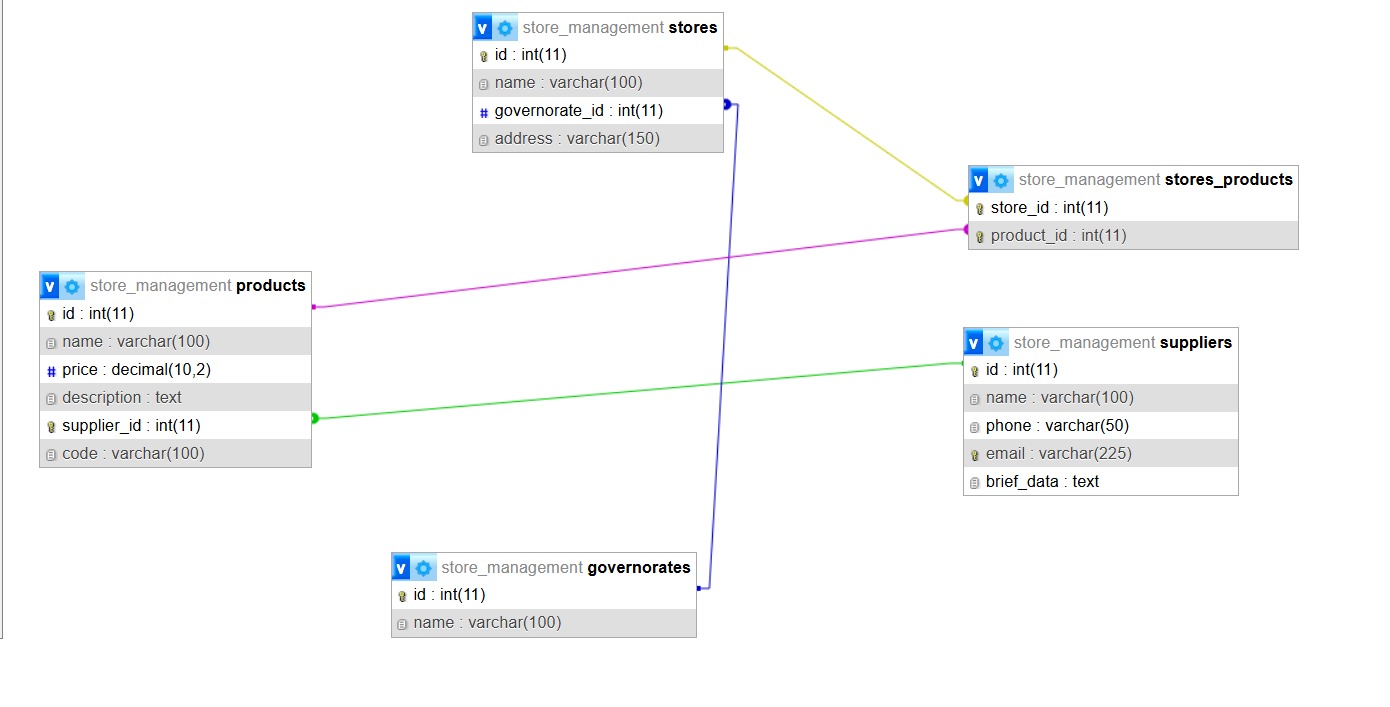 v store_management stores
id : int(11)
name : varchar(100)
# governorate_id : int(11)
address : varchar(150)
v store_management stores_products
store_id : int(11)
product_id : int(11)
v store_management products
id : int(11)
name : varchar(100)
# price : decimal(10,2)
description : text
supplier_id : int(11)
code : varchar(100)
v store_management suppliers
id : int(11)
name : varchar(100)
phone : varchar(50)
email : varchar(225)
brief_data : text
v store_management governorates
id : int(11)
name : varchar(100)